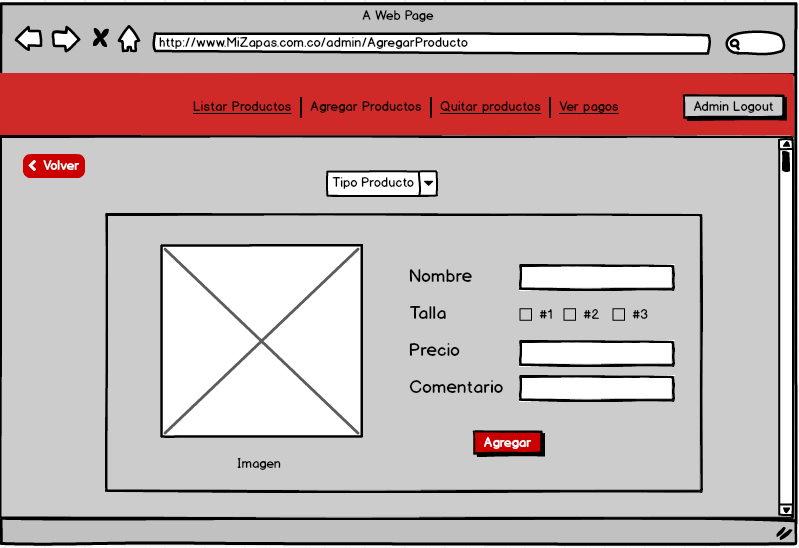 A Web Page
http://www.MiZapas.com.co/admin/AgregarProducto
Listar Productos Agregar Productos Quitar productos Ver pagos Admin Logout
Volver
Tipo Producto
Nombre
Talla #1 #2 #3
Precio
Comentario
Agregar
Imagen